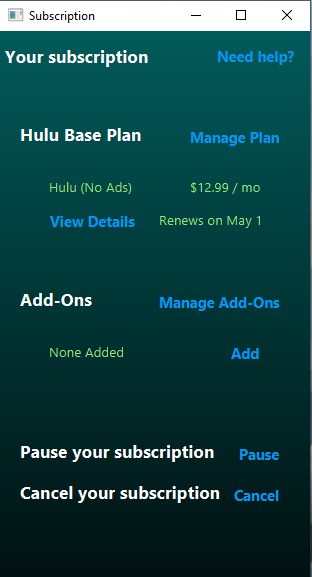 Subscription
Your subscription Need help?
Hulu Base Plan Manage Plan
Hulu (No Ads) $12.99 / mo
View Details Renews on May 1
Add-Ons Manage Add-Ons
None Added Add
Pause your subscription Pause
Cancel your subscription Cancel